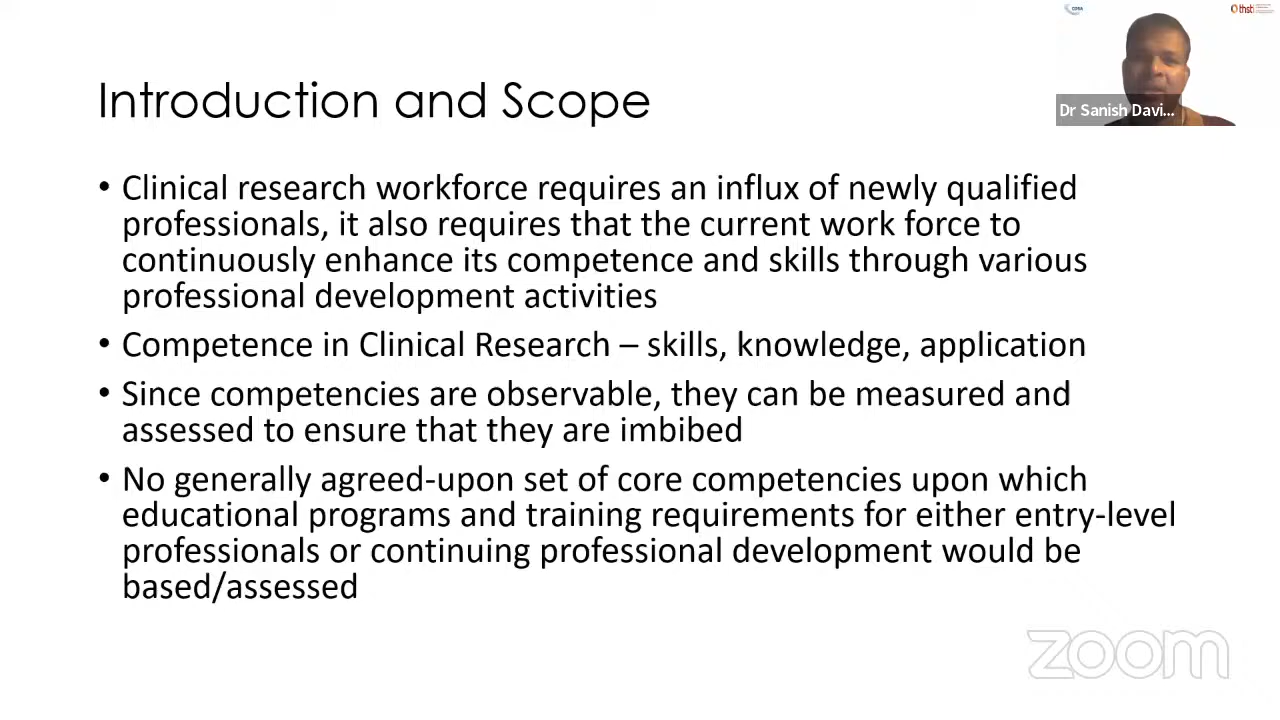 thsti
Introduction and Scope
Dr Sanish Davi...
• Clinical research workforce requires an influx of newly qualified
professionals, it also requires that the current work force to
continuously enhance its competence and skills through various
professional development activities
• Competence in Clinical Research – skills, knowledge, application
• Since competencies are observable, they can be measured and
assessed to ensure that they are imbibed
• No generally agreed-upon set of core competencies upon which
educational programs and training requirements for either entry-level
professionals or continuing professional development would be
based/assessed
zoom